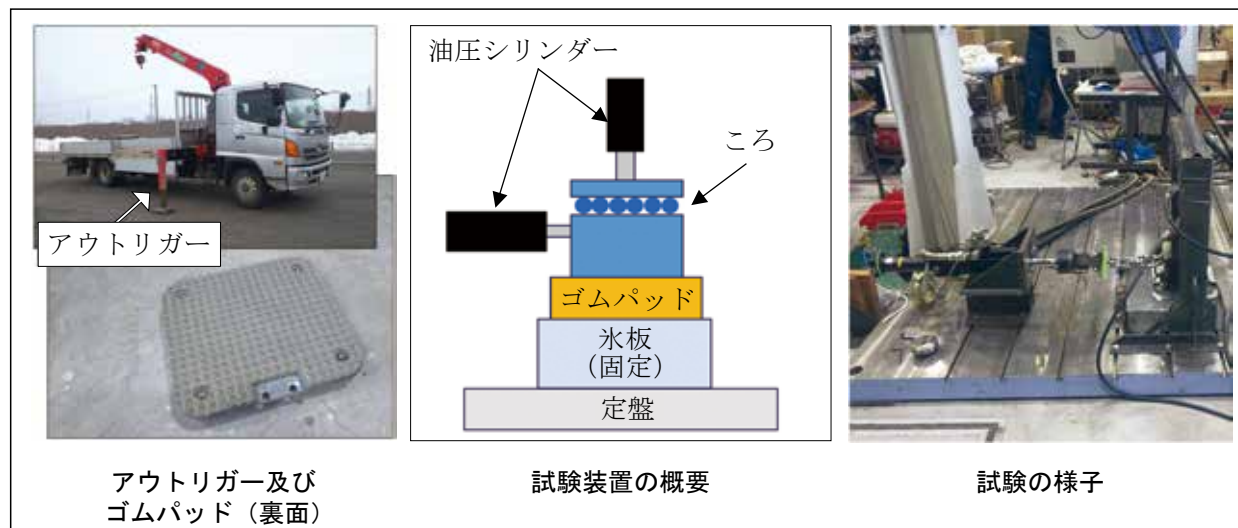 アウトリガー
アウトリガー及び
ゴムパッド（裏面）
油圧シリンダー
ころ
ゴムパッド
氷板
（固定）
定盤
試験装置の概要
試験の様子